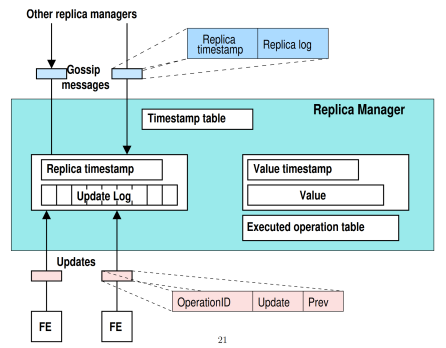 Other replica managers
Gossip
messages
Replica
timestamp
Replica log
Replica Manager
Timestamp table
Replica timestamp
Update Log
Value timestamp
Value
Executed operation table
Updates
OperationID
Update
Prev
FE
FE
21